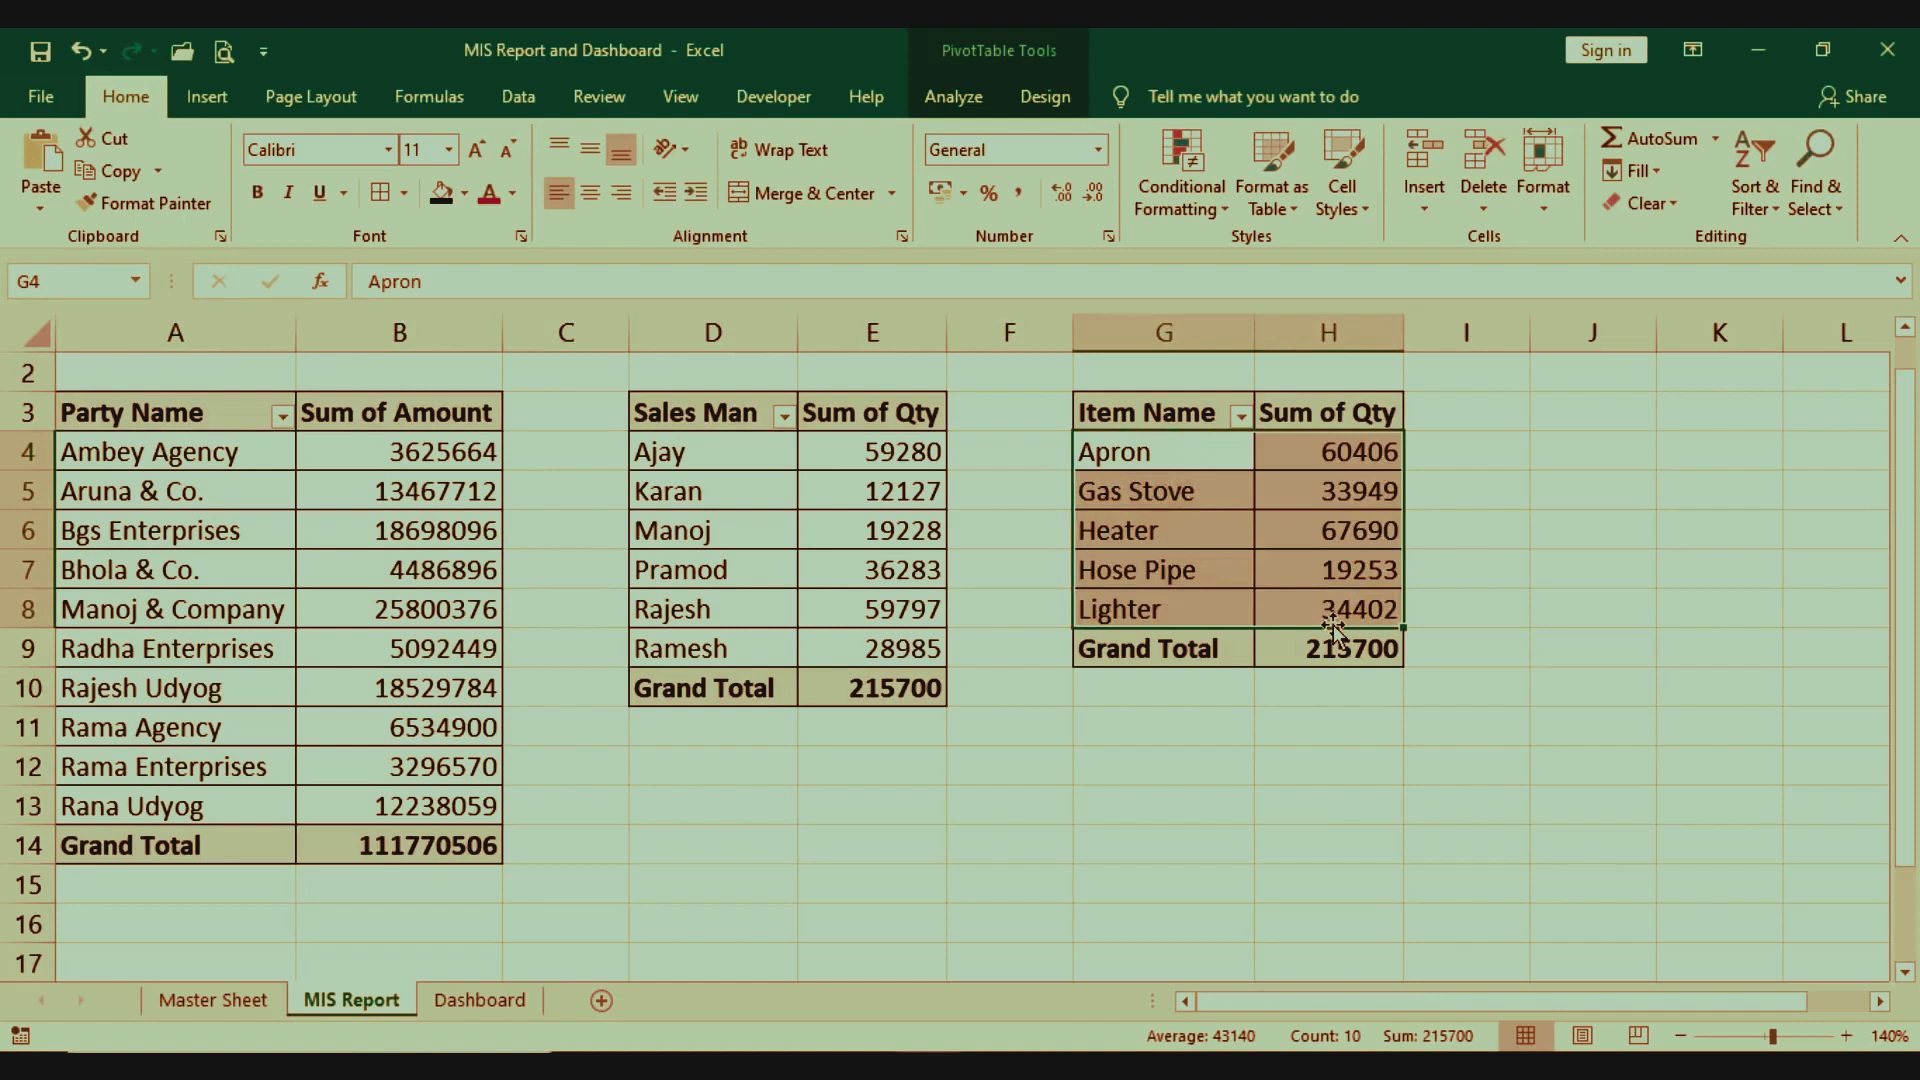 MIS Report and Dashboard - Excel
PivotTable Tools
Sign in
File Home Insert Page Layout Formulas Data Review View Developer Help Analyze Design Tell me what you want to do Share
Paste
Cut
Copy
Format Painter
Clipboard
Calibri 11
B I U
Font
Wrap Text
Merge & Center
Alignment
General
%
Number
Conditional Formatting
Format as Table
Cell Styles
Styles
Insert Delete Format
Cells
AutoSum
Fill
Clear
Sort & Filter
Find & Select
Editing
G4 fx Apron
A B C D E F G H I J K L
2
3 Party Name Sum of Amount Sales Man Sum of Qty Item Name Sum of Qty
4 Ambey Agency 3625664 Ajay 59280 Apron 60406
5 Aruna & Co. 13467712 Karan 12127 Gas Stove 33949
6 Bgs Enterprises 18698096 Manoj 19228 Heater 67690
7 Bhola & Co. 4486896 Pramod 36283 Hose Pipe 19253
8 Manoj & Company 25800376 Rajesh 59797 Lighter 34402
9 Radha Enterprises 5092449 Ramesh 28985 Grand Total 215700
10 Rajesh Udyog 18529784 Grand Total 215700
11 Rama Agency 6534900
12 Rama Enterprises 3296570
13 Rana Udyog 12238059
14 Grand Total 111770506
15
16
17
Master Sheet MIS Report Dashboard
Average: 43140 Count: 10 Sum: 215700 140%